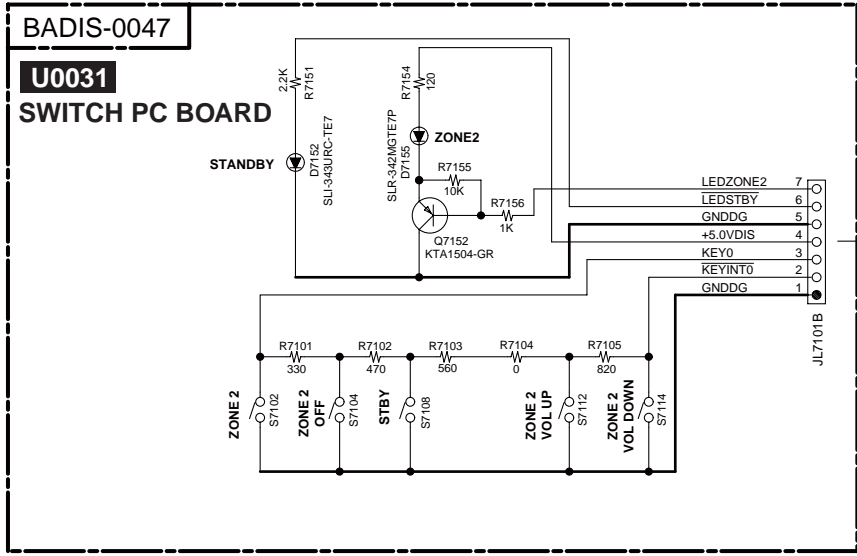 BADIS-0047
U0031
SWITCH PC BOARD
2.2K
R7151
STANDBY
D7152
SLI-343URC-TE7
R7154
120
SLR-342MGTE7P
D7155
ZONE2
R7155
10K
R7156
1K
Q7152
KTA1504-GR
LEDZONE2 7
LEDSTBY 6
GNDDG 5
+5.0VDIS 4
KEY0 3
KEYINT0 2
GNDDG 1
JL7101B
R7101
330
R7102
470
R7103
560
R7104
0
R7105
820
ZONE 2
S7102
ZONE 2
OFF
S7104
STBY
S7108
ZONE 2
VOL UP
S7112
ZONE 2
VOL DOWN
S7114